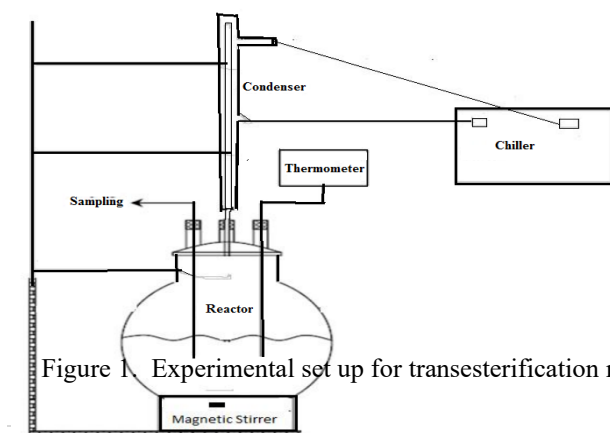 Condenser
Chiller
Thermometer
Sampling
Reactor
Figure 1. Experimental set up for transesterification
Magnetic Stirrer